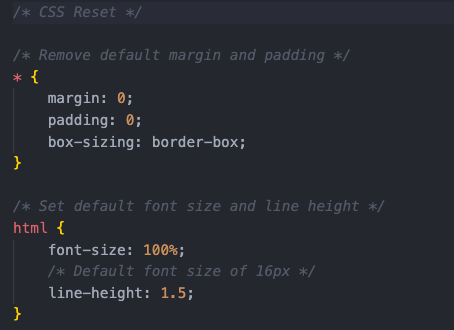 /* CSS Reset */
/* Remove default margin and padding */
* {
margin: 0;
padding: 0;
box-sizing: border-box;
}
/* Set default font size and line height */
html {
font-size: 100%;
/* Default font size of 16px */
line-height: 1.5;
}